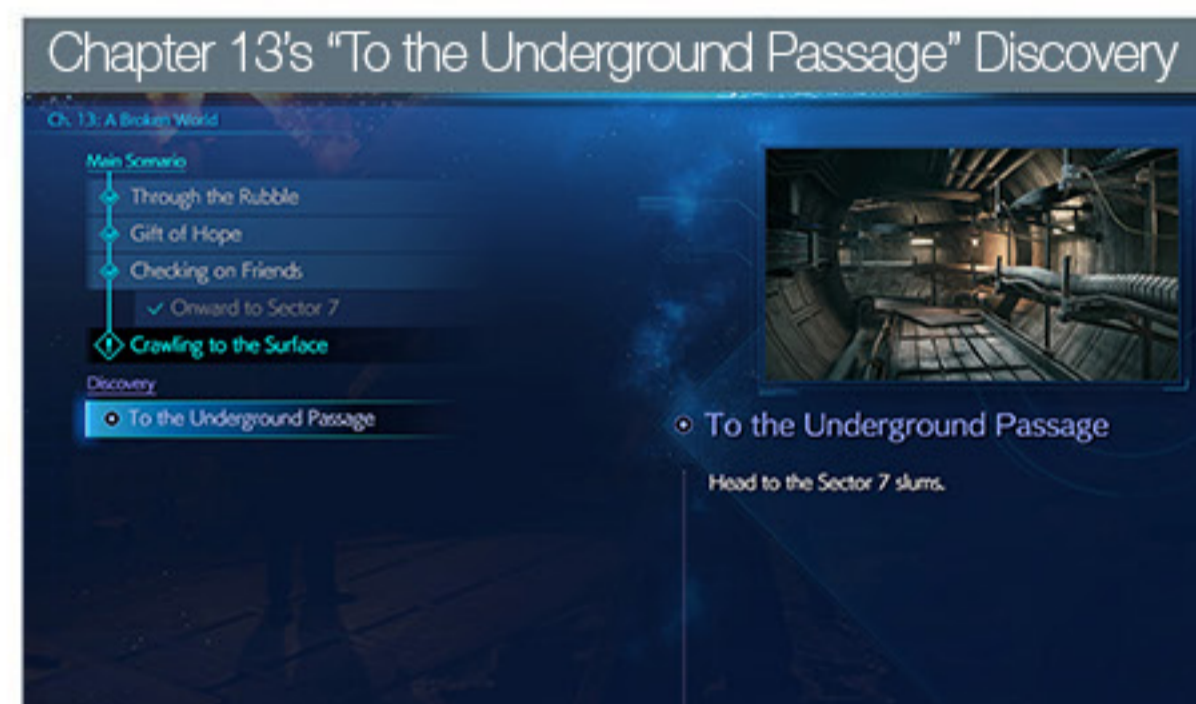 Chapter 13's “To the Underground Passage” Discovery
Ch. 13: A Broken World
Main Scenario
Through the Rubble
Gift of Hope
Checking on Friends
Onward to Sector 7
Crawling to the Surface
Discovery
To the Underground Passage
To the Underground Passage
Head to the Sector 7 slums.